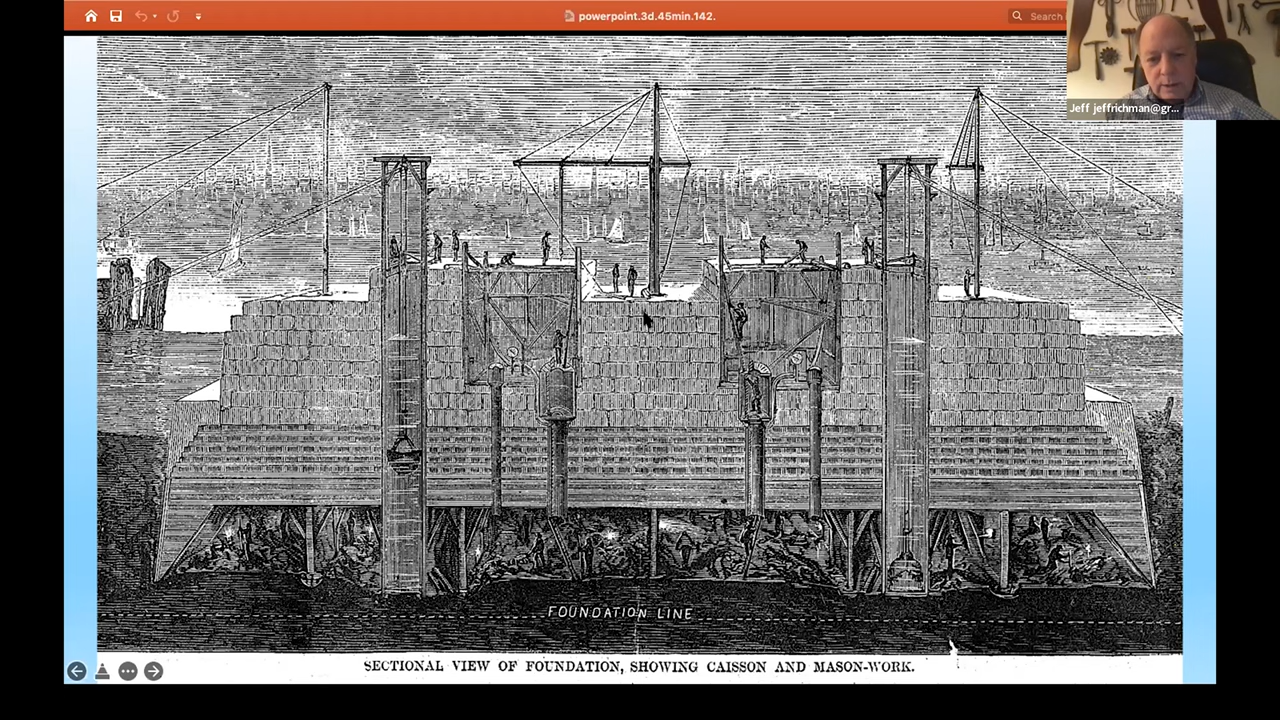 powerpoint.3d.45min.142.
Search
Jeff jeffrichman@gr...
FOUNDATION LINE
SECTIONAL VIEW OF FOUNDATION, SHOWING CAISSON AND MASON-WORK.